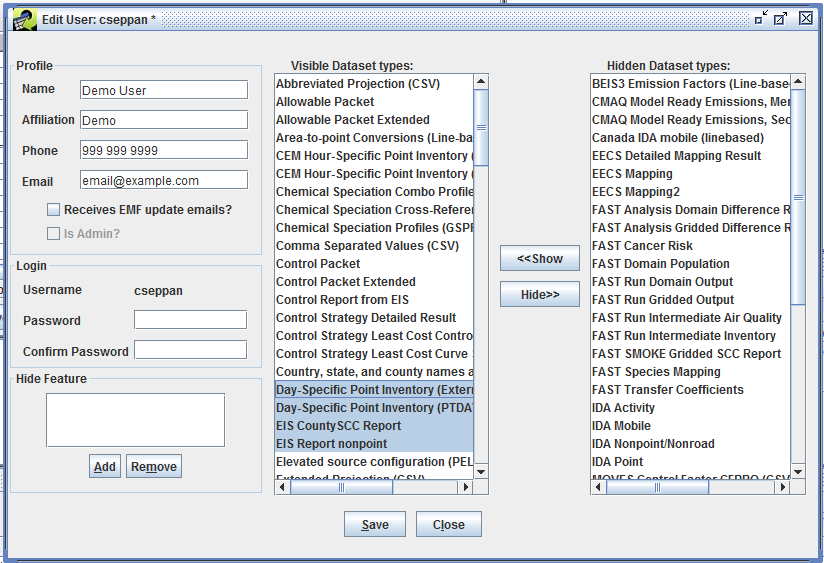 Edit User: cseppan *
Profile
Name
Demo User
Affiliation
Demo
Phone
999 999 9999
Email
email@example.com
Receives EMF update emails?
Is Admin?
Login
Username
cseppan
Password
Confirm Password
Hide Feature
Add
Remove
Visible Dataset types:
Abbreviated Projection (CSV)
Allowable Packet
Allowable Packet Extended
Area-to-point Conversions (Line-ba
CEM Hour-Specific Point Inventory (
CEM Hour-Specific Point Inventory (
Chemical Speciation Combo Profile
Chemical Speciation Cross-Refere
Chemical Speciation Profiles (GSPF
Comma Separated Values (CSV)
Control Packet
Control Packet Extended
Control Report from EIS
Control Strategy Detailed Result
Control Strategy Least Cost Contro
Control Strategy Least Cost Curve
Country, state, and county names a
Day-Specific Point Inventory (Extern
Day-Specific Point Inventory (PTDAY
EIS CountySCC Report
EIS Report nonpoint
Elevated source configuration (PEL
Extended Projection (CSV)
<<Show
Hide>>
Hidden Dataset types:
BEIS3 Emission Factors (Line-base
CMAQ Model Ready Emissions, Mer
CMAQ Model Ready Emissions, Sec
Canada IDA mobile (linebased)
EECS Detailed Mapping Result
EECS Mapping
EECS Mapping2
FAST Analysis Domain Difference R
FAST Analysis Gridded Difference R
FAST Cancer Risk
FAST Domain Population
FAST Run Domain Output
FAST Run Gridded Output
FAST Run Intermediate Air Quality
FAST Run Intermediate Inventory
FAST SMOKE Gridded SCC Report
FAST Species Mapping
FAST Transfer Coefficients
IDA Activity
IDA Mobile
IDA Nonpoint/Nonroad
IDA Point
MOVES Control Factor CFPRO (CSV
Save
Close